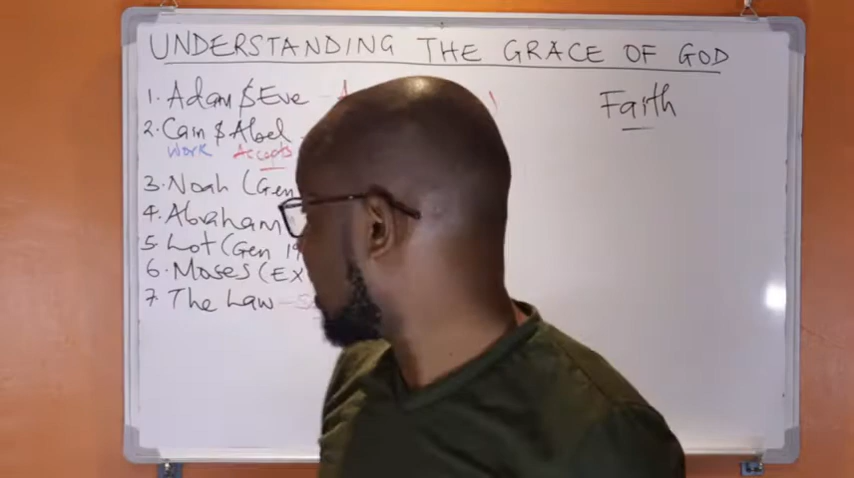 UNDERSTANDING THE GRACE OF GOD
1. Adam & Eve
2. Cain & Abel
Work Accepts
3. Noah (Gen
4. Abraham
5 Lot (Gen 19
6. Moses (Ex
7 The Law -
Faith